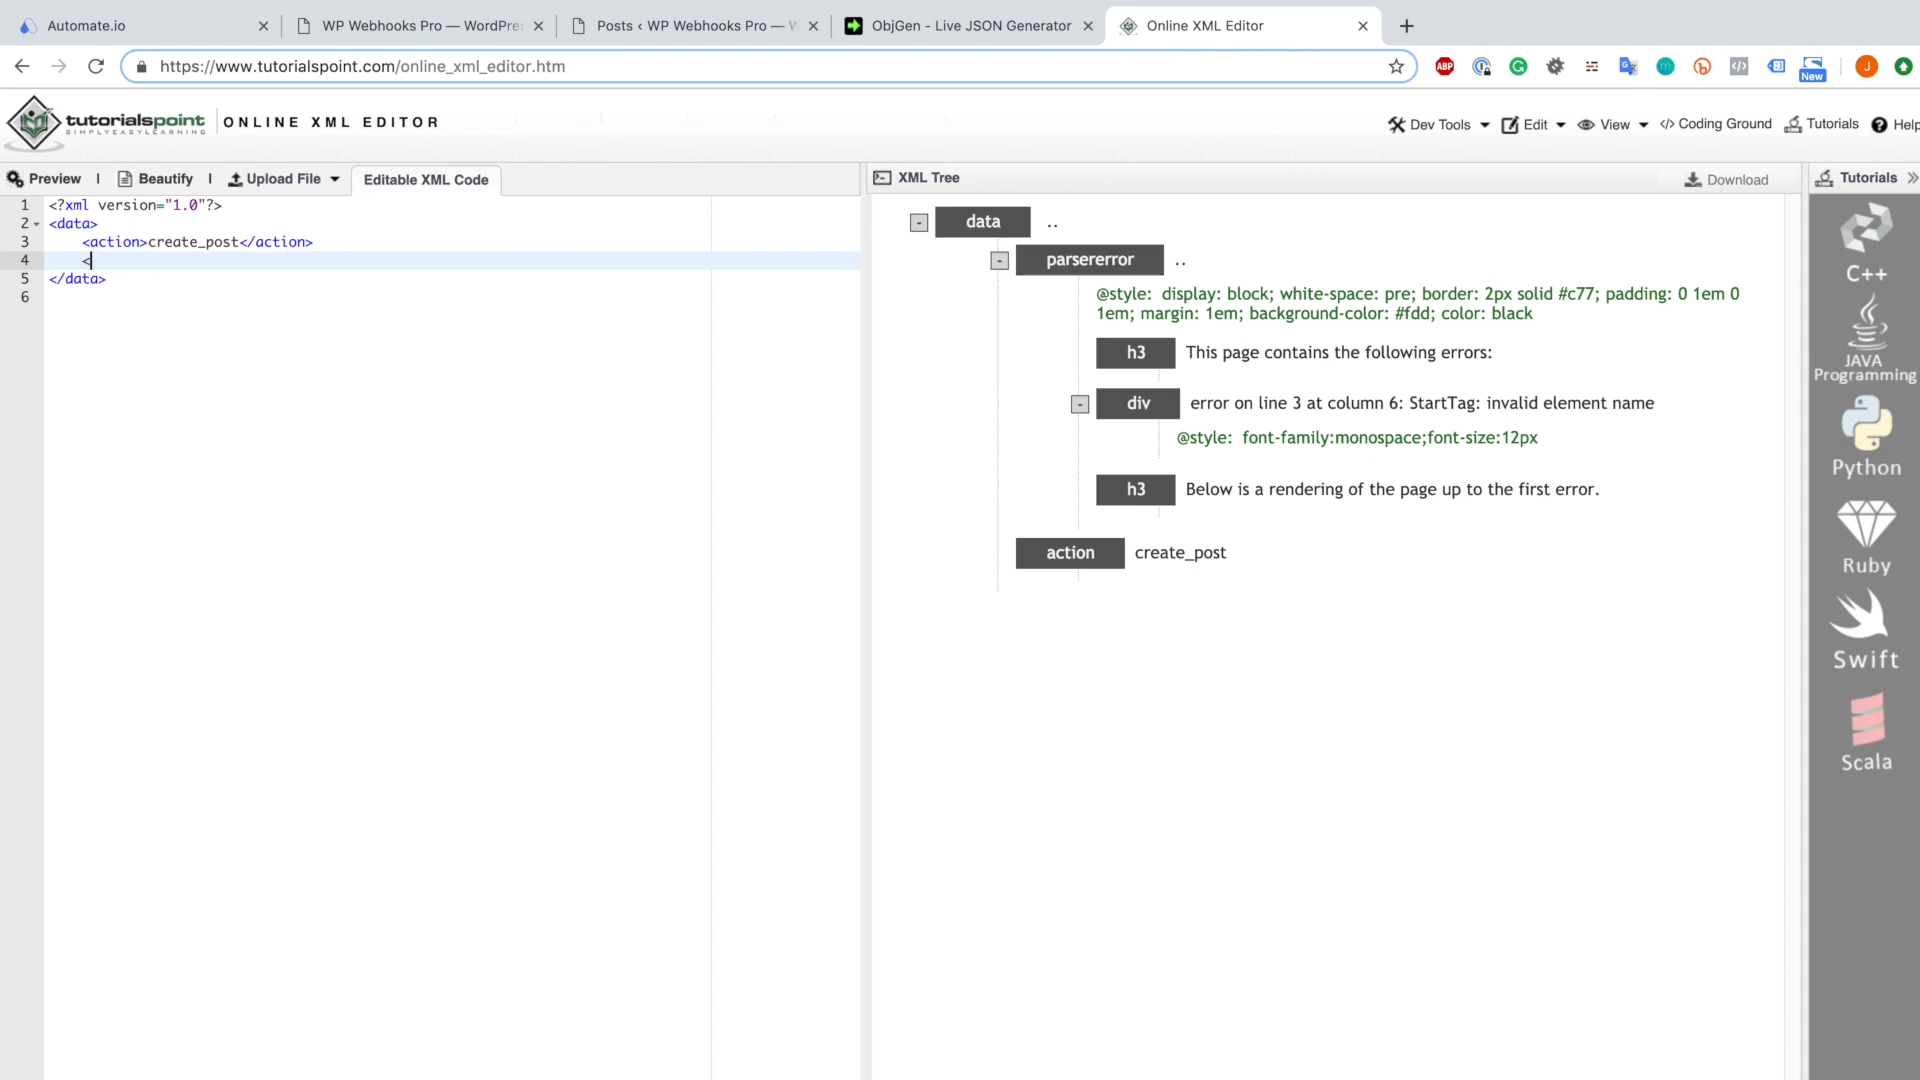 Automate.io
WP Webhooks Pro — WordPre
Posts ‹ WP Webhooks Pro — W
ObjGen - Live JSON Generator
Online XML Editor
https://www.tutorialspoint.com/online_xml_editor.htm
ABP
New
J
tutorialspoint
SIMPLYEASYLEARNING
ONLINE XML EDITOR
Dev Tools
Edit
View
</> Coding Ground
Tutorials
Help
Preview
Beautify
Upload File
Editable XML Code
XML Tree
Download
Tutorials
1 <?xml version="1.0"?>
2 <data>
3 <action>create_post</action>
4 <
5 </data>
6
data ..
parsererror ..
@style: display: block; white-space: pre; border: 2px solid #c77; padding: 0 1em 0
1em; margin: 1em; background-color: #fdd; color: black
h3 This page contains the following errors:
div error on line 3 at column 6: StartTag: invalid element name
@style: font-family:monospace;font-size:12px
h3 Below is a rendering of the page up to the first error.
action create_post
C++
JAVA
Programming
Python
Ruby
Swift
Scala